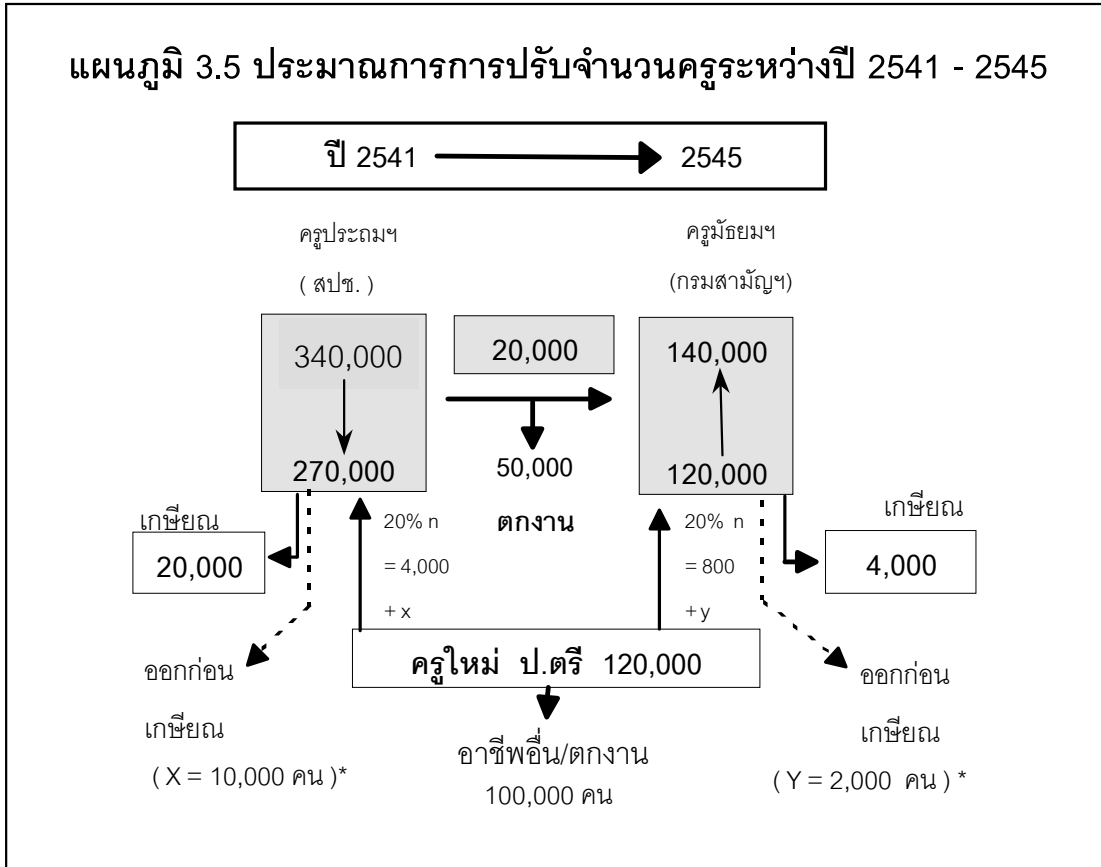 แผนภูมิ 3.5 ประมาณการการปรับจำนวนครูระหว่างปี 2541 - 2545
ปี 2541 2545
ครูประถมฯ
( สปช. )
ครูมัธยมฯ
(กรมสามัญฯ)
340,000
20,000
140,000
270,000
50,000
120,000
ตกงาน
เกษียณ
20,000
20% n
= 4,000
+ x
20% n
= 800
+ y
เกษียณ
4,000
ครูใหม่ ป.ตรี 120,000
ออกก่อน
เกษียณ
( X = 10,000 คน )*
อาชีพอื่น/ตกงาน
100,000 คน
ออกก่อน
เกษียณ
( Y = 2,000 คน ) *